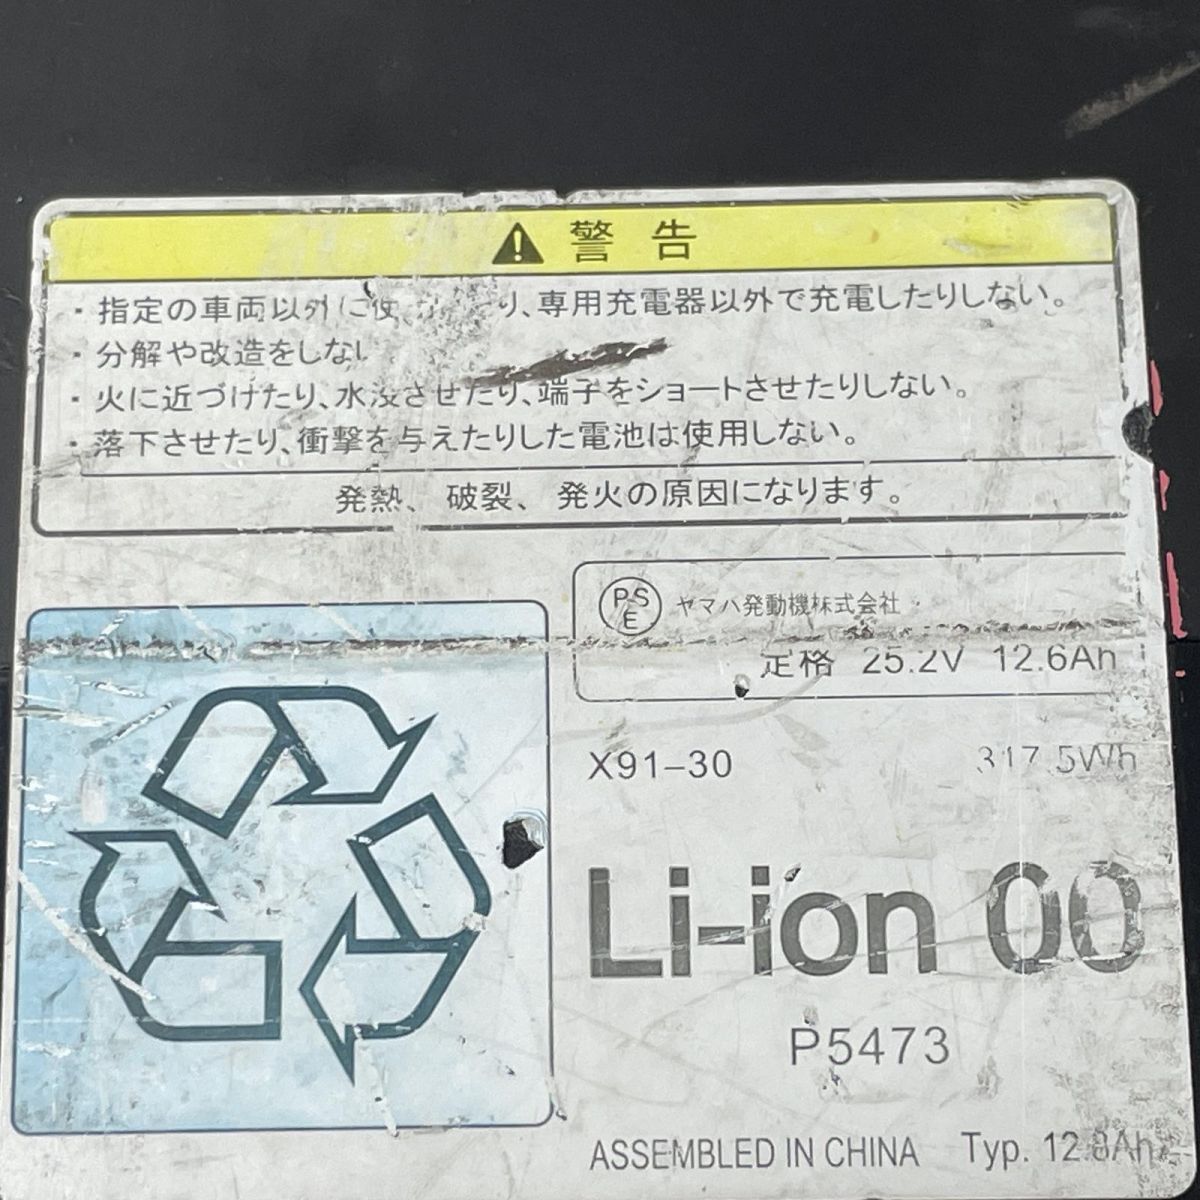 警告
・指定の車両以外に使 り、専用充電器以外で充電したりしない。
・分解や改造をしない
・火に近づけたり、水没させたり、端子をショートさせたりしない。
・落下させたり、衝撃を与えたりした電池は使用しない。
発熱、破裂、発火の原因になります。
PSE ヤマハ発動機株式会社
定格 25.2V 12.6Ah
X91-30 317.5Wh
Li-ion 00
P5473
ASSEMBLED IN CHINA Typ. 12.8Ah